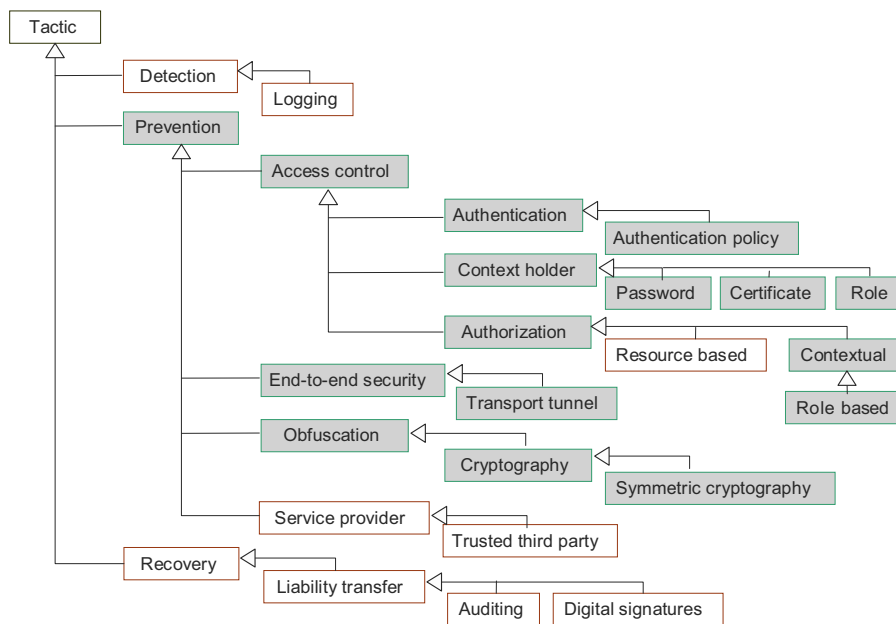 Tactic
Detection
Logging
Prevention
Access control
Authentication
Authentication policy
Context holder
Password
Certificate
Role
Authorization
Resource based
Contextual
Role based
End-to-end security
Transport tunnel
Obfuscation
Cryptography
Symmetric cryptography
Service provider
Trusted third party
Recovery
Liability transfer
Auditing
Digital signatures